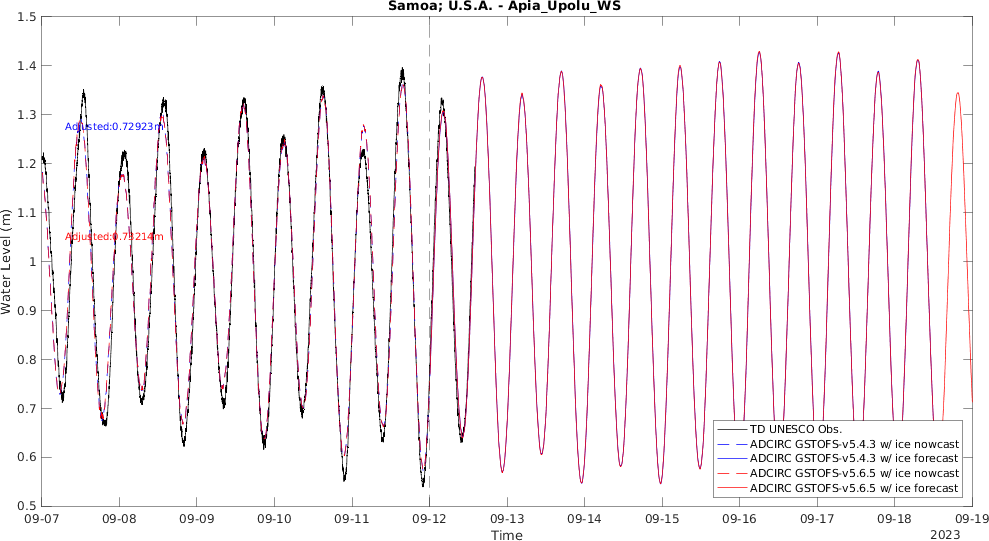 Samoa; U.S.A. - Apia_Upolu_WS
1.5
1.4
1.3
1.2
1.1
1
0.9
0.8
0.7
0.6
0.5
Water Level (m)
Adjusted:0.72923m
Adjusted:0.74214m
TD UNESCO Obs.
ADCIRC GSTOFS-v5.4.3 w/ ice nowcast
ADCIRC GSTOFS-v5.4.3 w/ ice forecast
ADCIRC GSTOFS-v5.6.5 w/ ice nowcast
ADCIRC GSTOFS-v5.6.5 w/ ice forecast
09-07 09-08 09-09 09-10 09-11 09-12 09-13 09-14 09-15 09-16 09-17 09-18 09-19
Time
2023